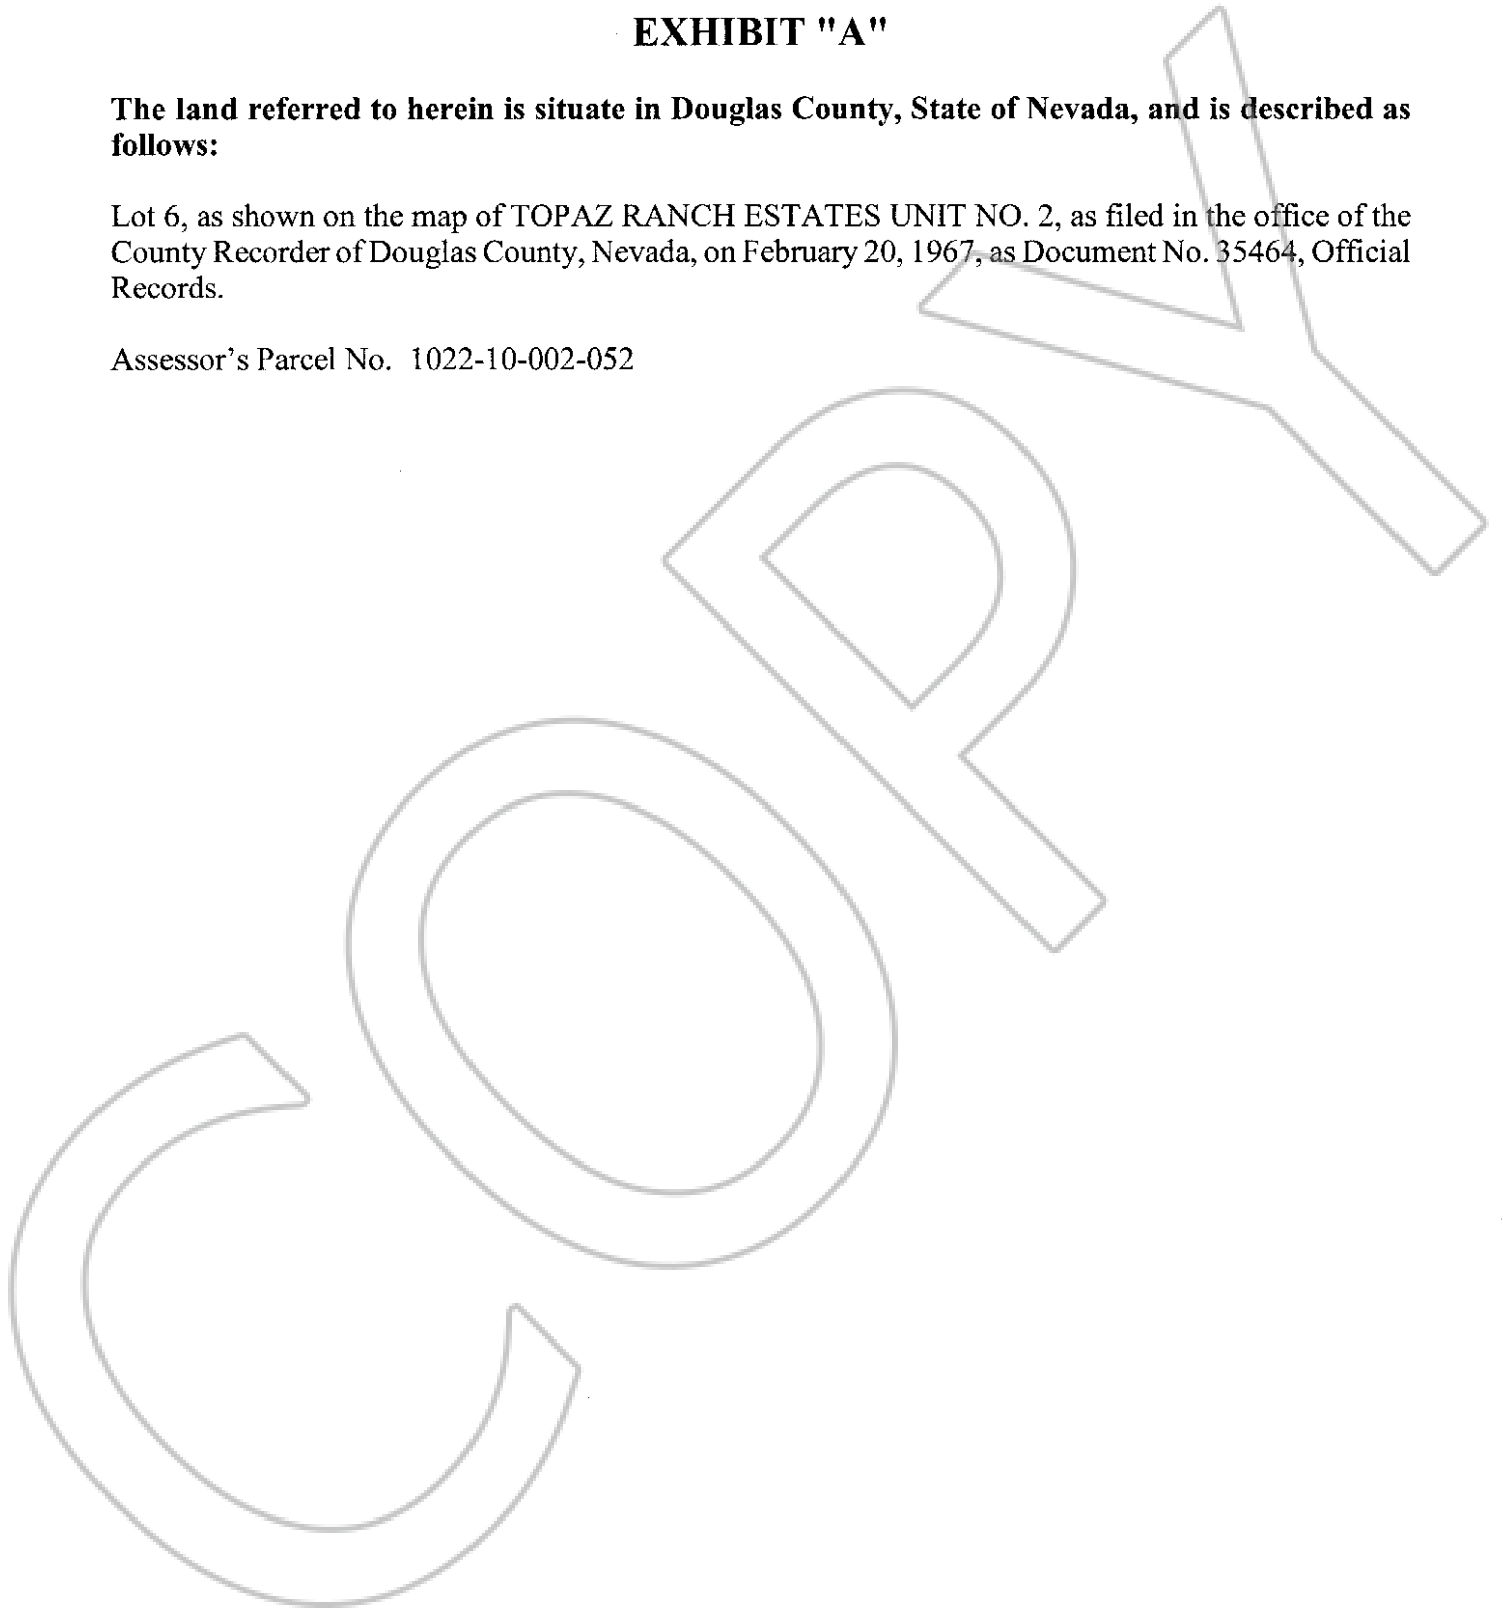 EXHIBIT "A"
The land referred to herein is situate in Douglas County, State of Nevada, and is described as
follows:
Lot 6, as shown on the map of TOPAZ RANCH ESTATES UNIT NO. 2, as filed in the office of the
County Recorder of Douglas County, Nevada, on February 20, 1967, as Document No. 35464, Official
Records.
Assessor's Parcel No. 1022-10-002-052
COPY